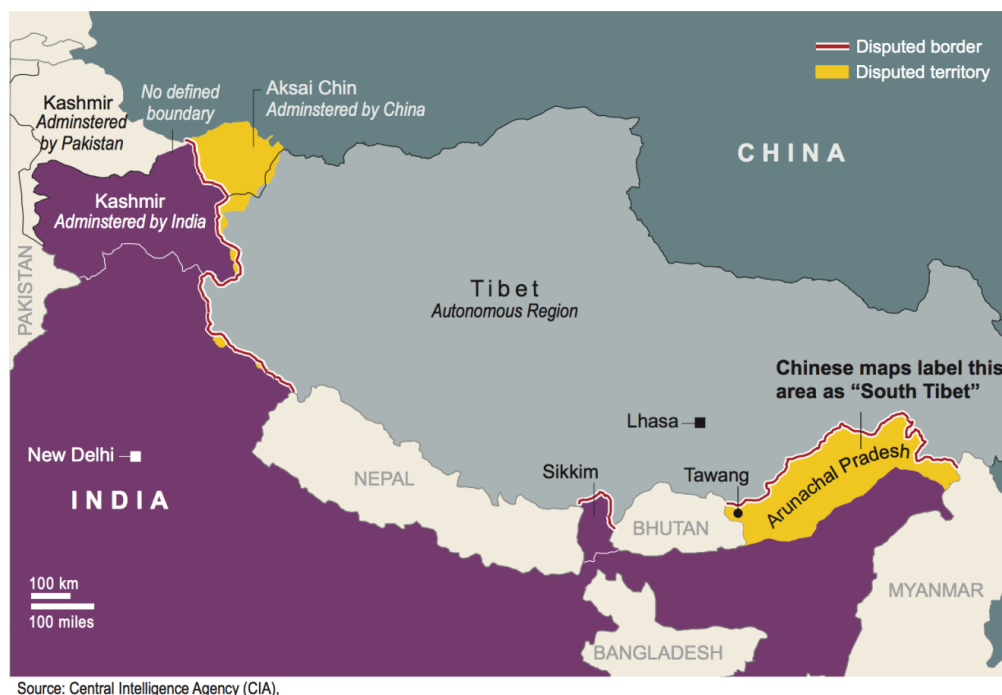 Disputed border
Disputed territory
Kashmir
Adminstered
by Pakistan
No defined
boundary
Aksai Chin
Adminstered by China
CHINA
Kashmir
Adminstered by India
PAKISTAN
Tibet
Autonomous Region
Chinese maps label this
area as “South Tibet”
Lhasa
New Delhi
INDIA
NEPAL
Sikkim
Tawang
Arunachal Pradesh
BHUTAN
100 km
100 miles
MYANMAR
BANGLADESH
Source: Central Intelligence Agency (CIA),